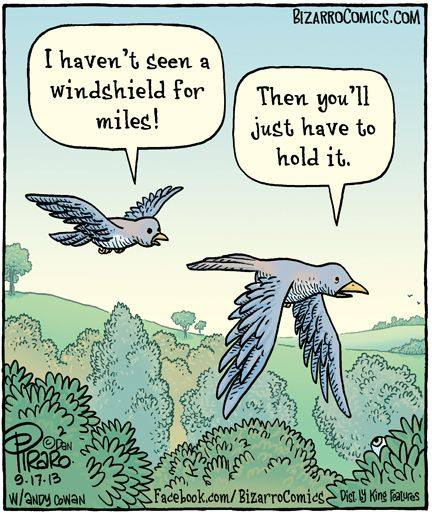 BIZARROCOMICS.COM
I haven't seen a
windshield for
miles!
Then you'll
just have to
hold it.
©DAN
PIRARO
9.17.13
W/ANDY COWAN
Facebook.com/BizarroComics
Dist. by King Features